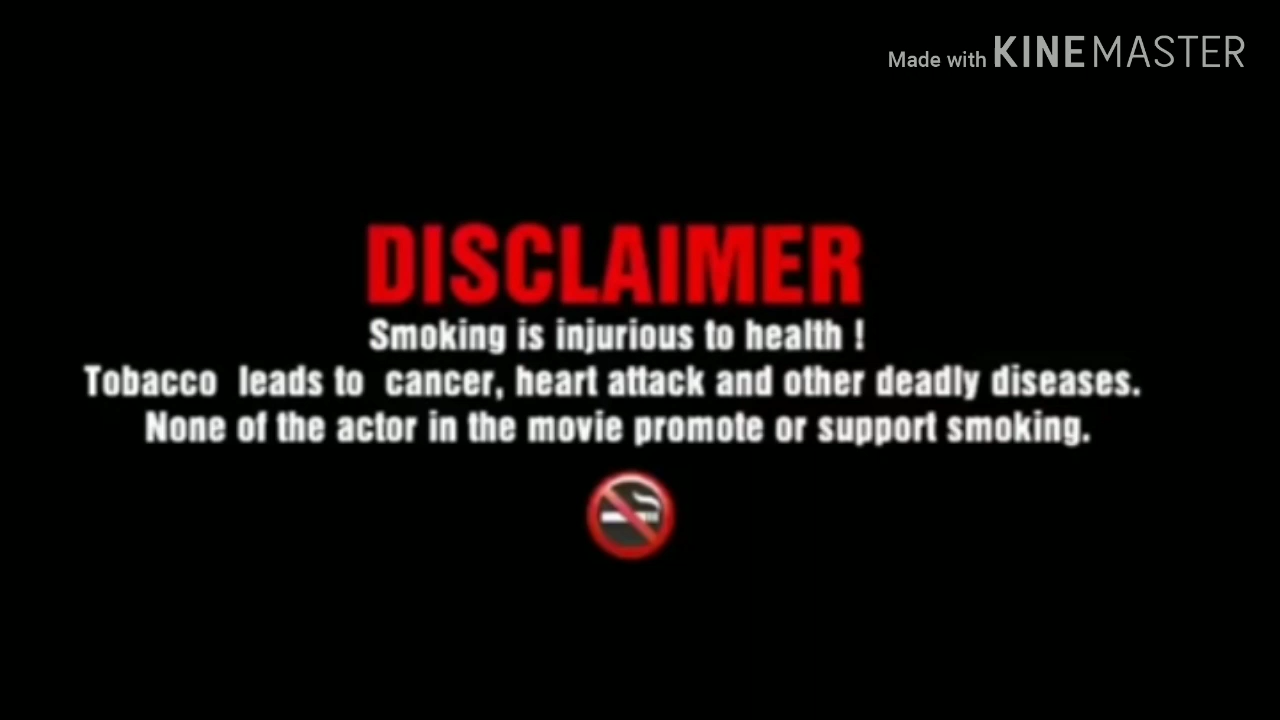 Made with KINEMASTER
DISCLAIMER
Smoking is injurious to health !
Tobacco leads to cancer, heart attack and other deadly diseases.
None of the actor in the movie promote or support smoking.